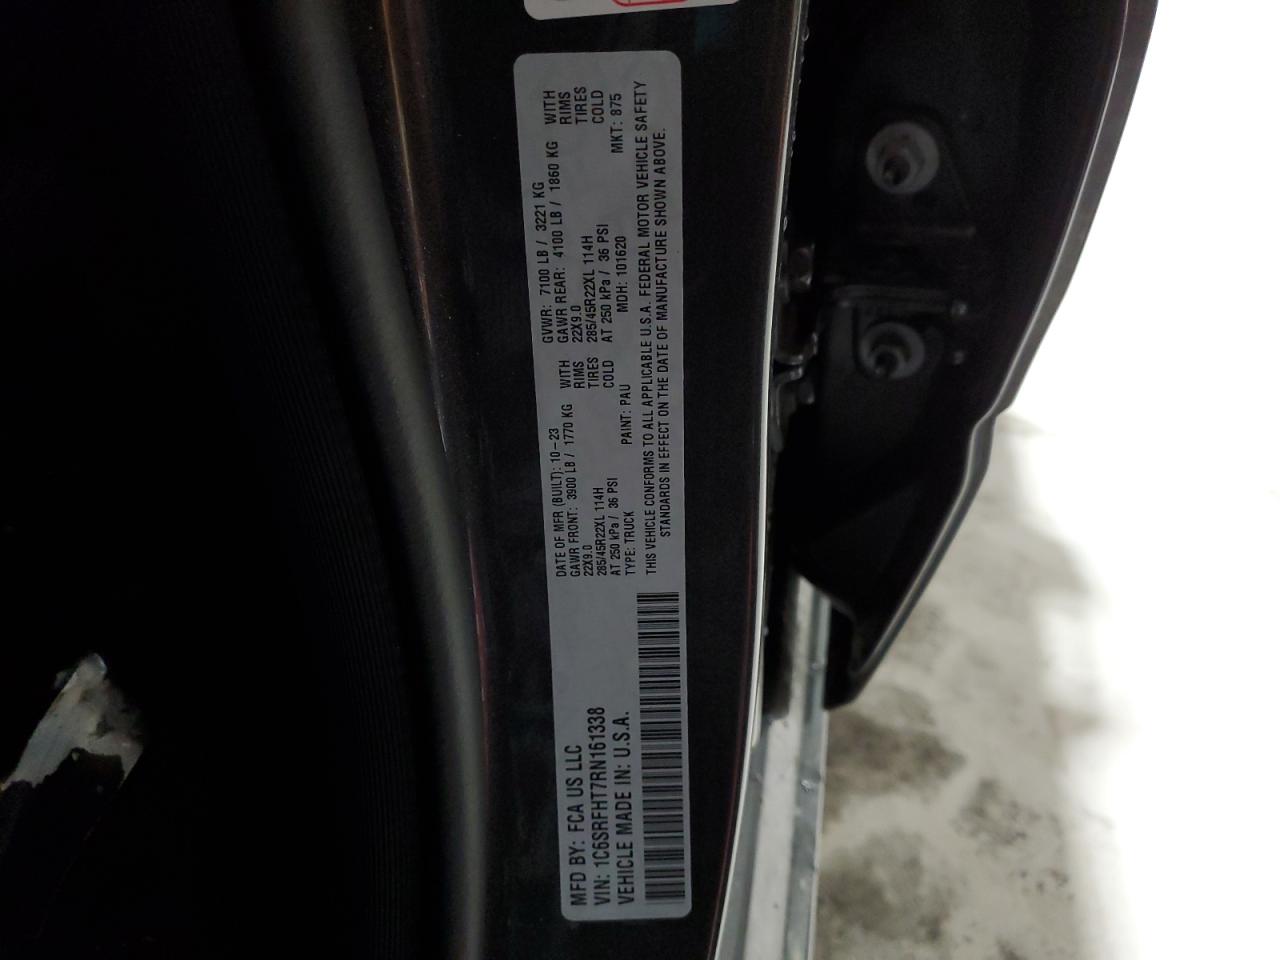 MFD BY: FCA US LLC
VIN: 1C6SRFHT7RN161338
VEHICLE MADE IN: U.S.A.
DATE OF MFR (BUILT): 10-23 GVWR: 7100 LB / 3221 KG
GAWR FRONT: 3900 LB / 1770 KG WITH GAWR REAR: 4100 LB / 1860 KG WITH
22X9.0 RIMS 22X9.0 RIMS
285/45R22XL 114H TIRES 285/45R22XL 114H TIRES
AT 250 kPa / 36 PSI COLD AT 250 kPa / 36 PSI COLD
TYPE: TRUCK PAINT: PAU MDH: 101620 MKT: 875
THIS VEHICLE CONFORMS TO ALL APPLICABLE U.S.A. FEDERAL MOTOR VEHICLE SAFETY
STANDARDS IN EFFECT ON THE DATE OF MANUFACTURE SHOWN ABOVE.